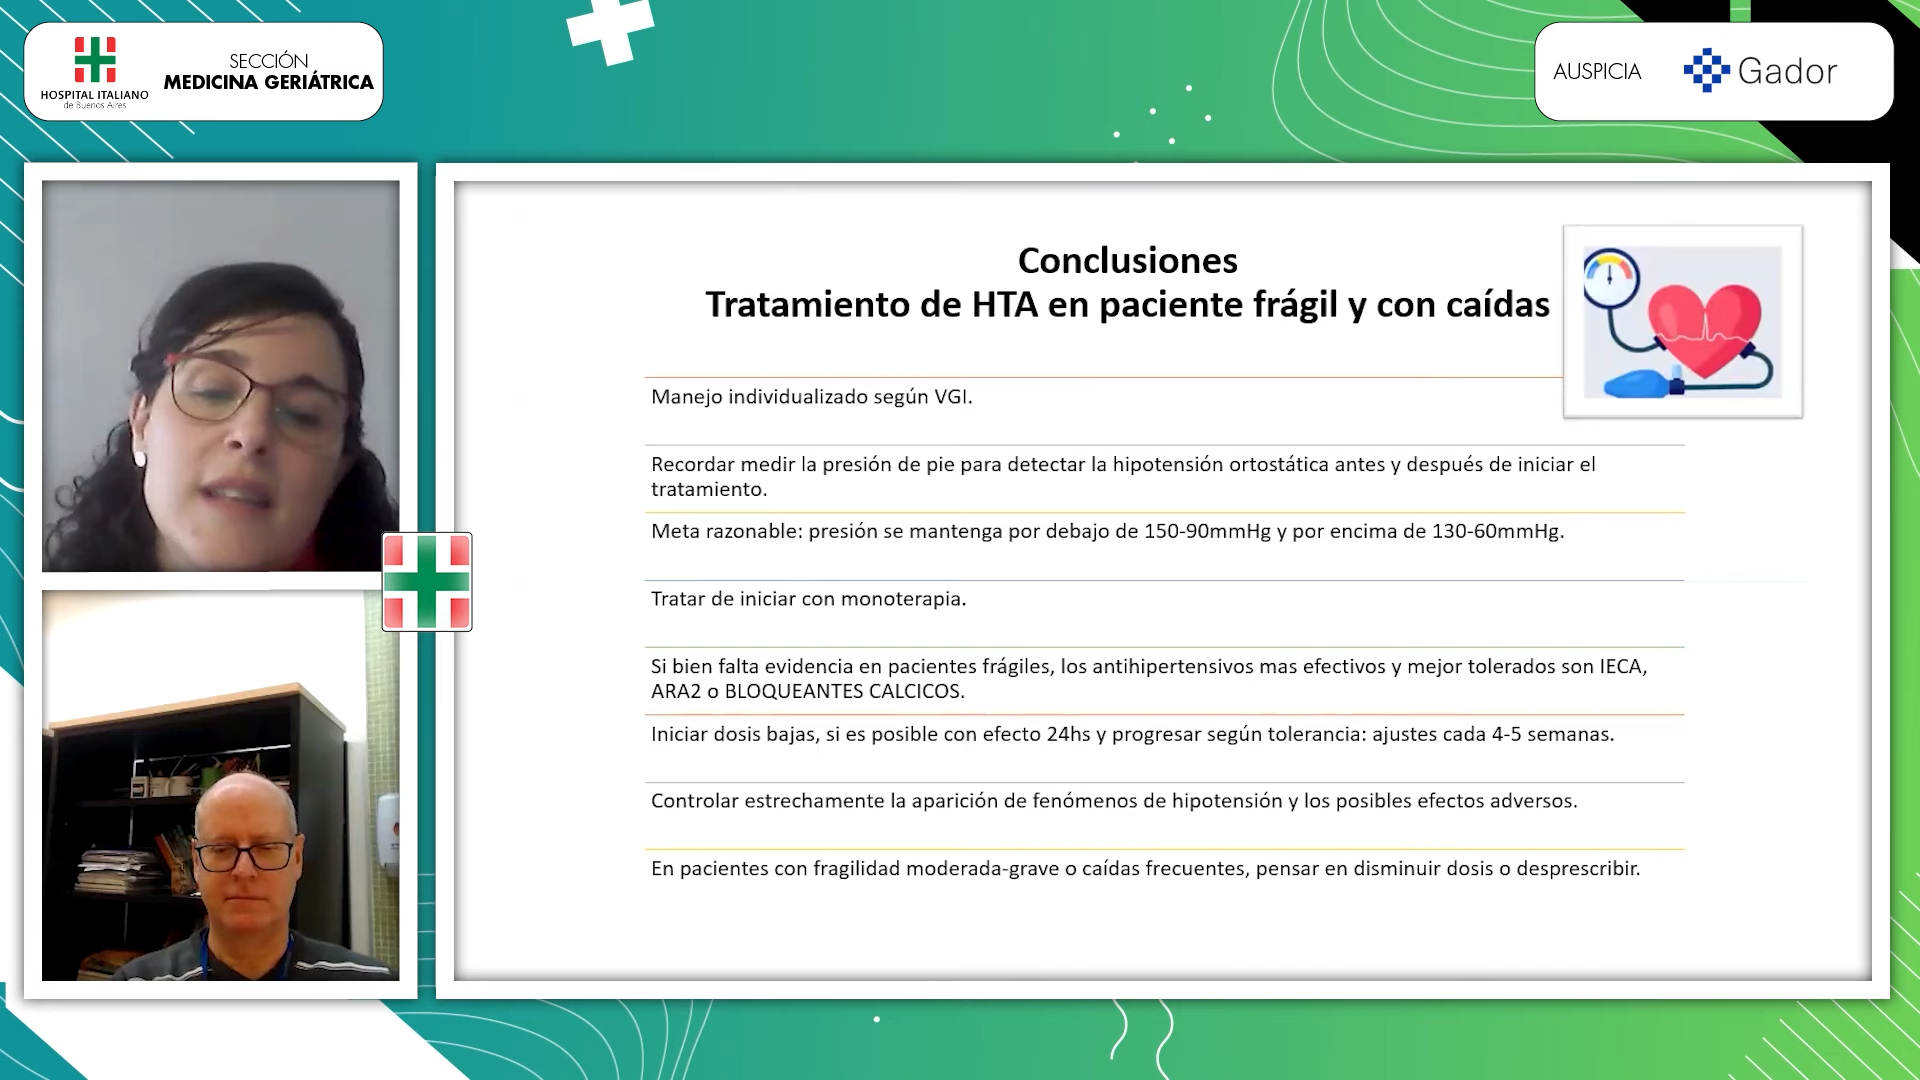 HOSPITAL ITALIANO
de Buenos Aires
SECCIÓN
MEDICINA GERIÁTRICA
AUSPICIA
Gador
Conclusiones
Tratamiento de HTA en paciente frágil y con caídas
Manejo individualizado según VGI.
Recordar medir la presión de pie para detectar la hipotensión ortostática antes y después de iniciar el
tratamiento.
Meta razonable: presión se mantenga por debajo de 150-90mmHg y por encima de 130-60mmHg.
Tratar de iniciar con monoterapia.
Si bien falta evidencia en pacientes frágiles, los antihipertensivos mas efectivos y mejor tolerados son IECA,
ARA2 o BLOQUEANTES CALCICOS.
Iniciar dosis bajas, si es posible con efecto 24hs y progresar según tolerancia: ajustes cada 4-5 semanas.
Controlar estrechamente la aparición de fenómenos de hipotensión y los posibles efectos adversos.
En pacientes con fragilidad moderada-grave o caídas frecuentes, pensar en disminuir dosis o desprescribir.